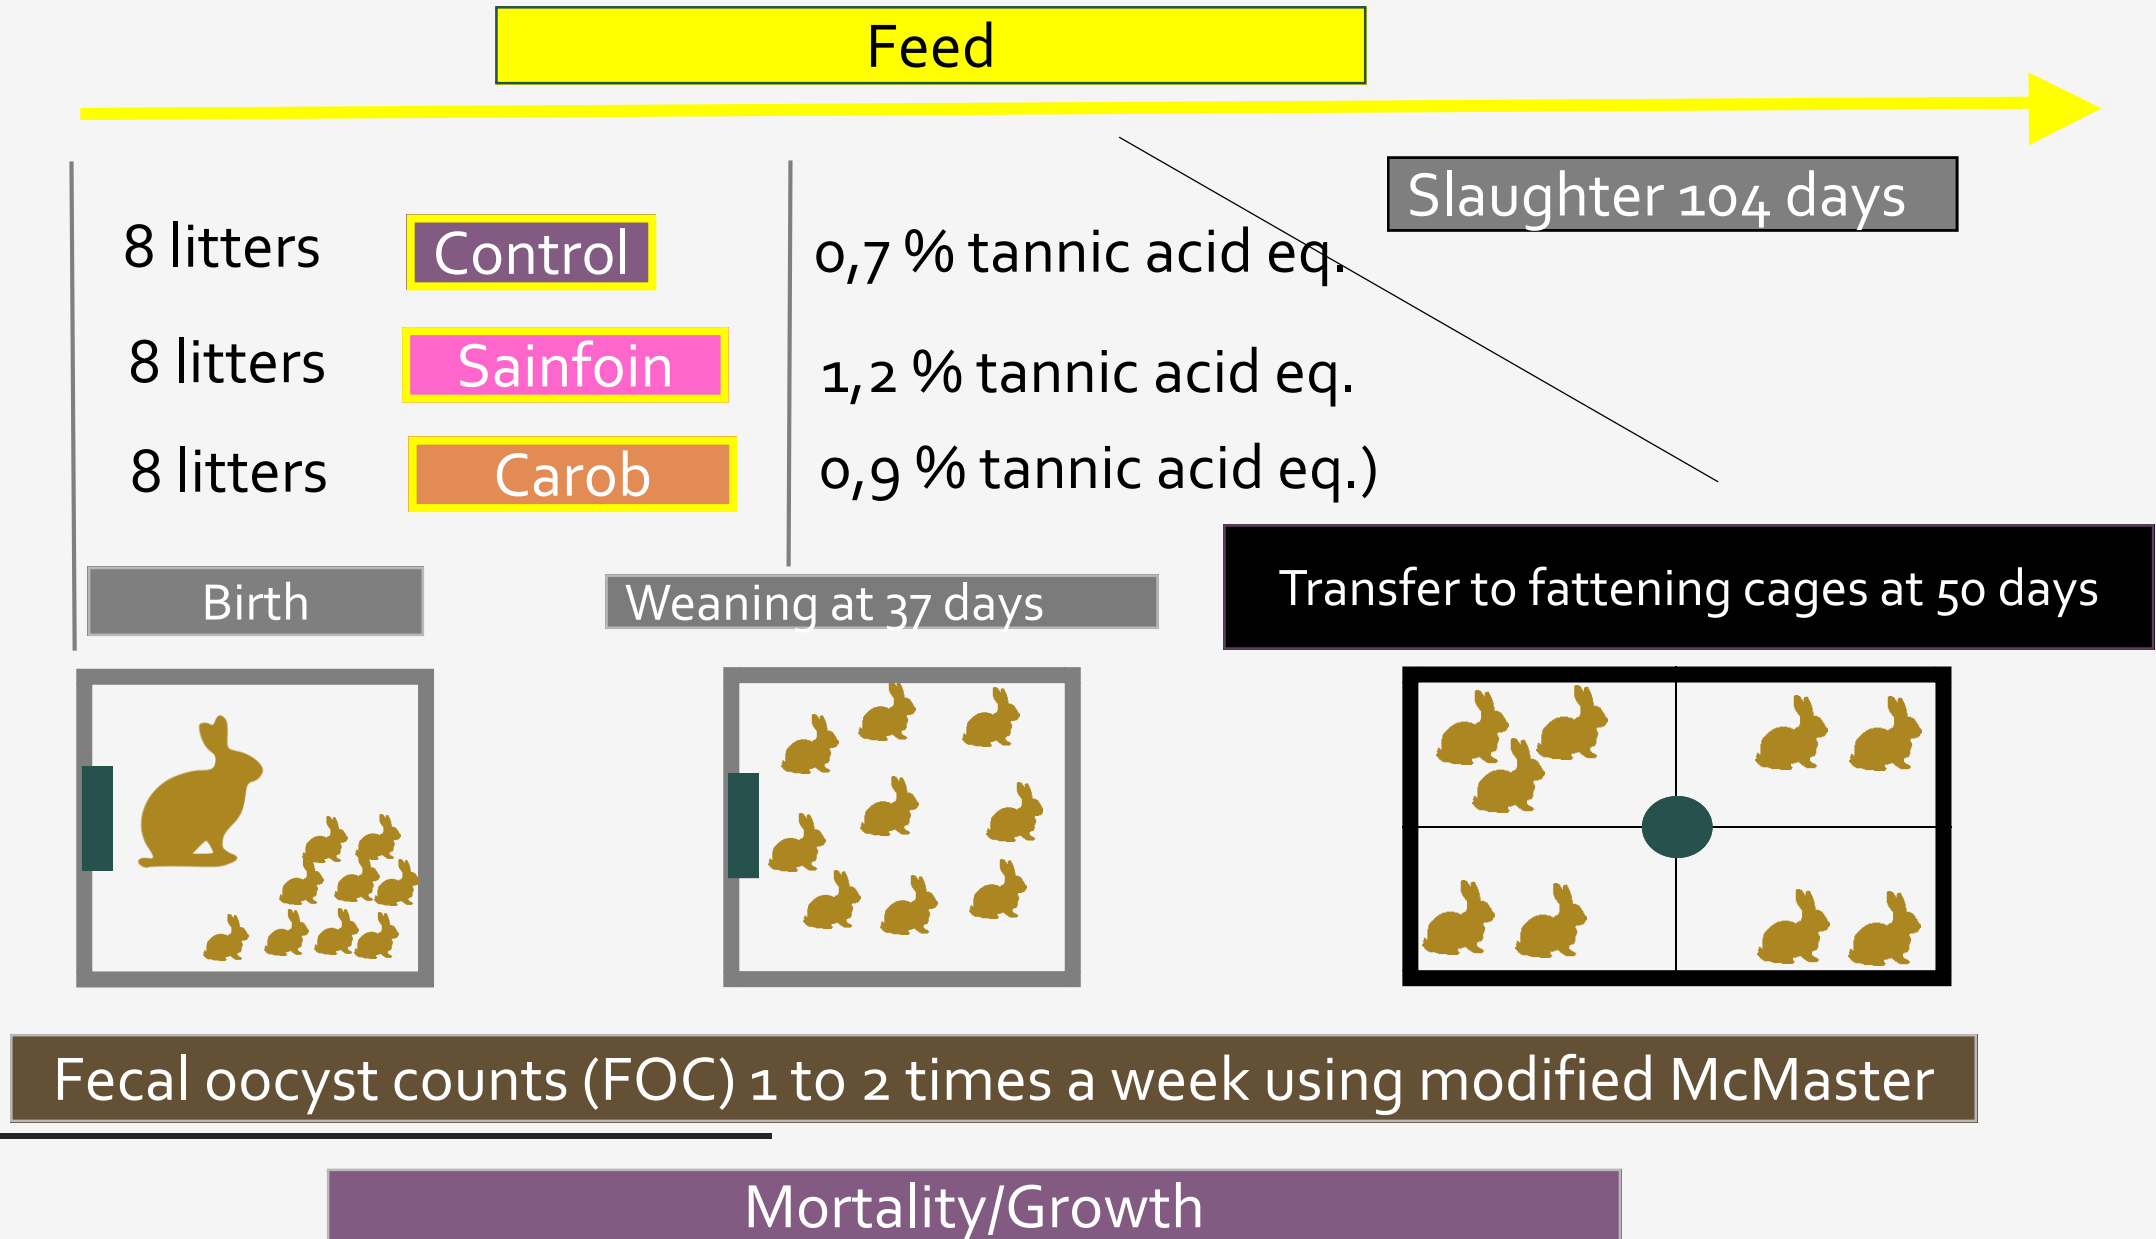 Feed
Slaughter 104 days
8 litters Control 0,7 % tannic acid eq.
8 litters Sainfoin 1,2 % tannic acid eq.
8 litters Carob 0,9 % tannic acid eq.)
Birth
Weaning at 37 days
Transfer to fattening cages at 50 days
Fecal oocyst counts (FOC) 1 to 2 times a week using modified McMaster
Mortality/Growth